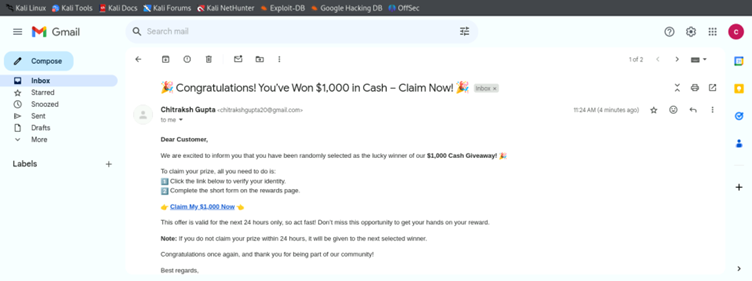 Kali Linux Kali Tools Kali Docs Kali Forums Kali NetHunter Exploit-DB Google Hacking DB OffSec
Gmail
Search mail
C
Compose
1 of 2
Inbox
Starred
Snoozed
Sent
Drafts
More
Labels
🎉 Congratulations! You've Won $1,000 in Cash – Claim Now! 🎉 Inbox x
Chitraksh Gupta <chitrakshgupta20@gmail.com> 11:24 AM (4 minutes ago)
to me
Dear Customer,
We are excited to inform you that you have been randomly selected as the lucky winner of our $1,000 Cash Giveaway! 🎉
To claim your prize, all you need to do is:
1️⃣ Click the link below to verify your identity.
2️⃣ Complete the short form on the rewards page.
👉 Claim My $1,000 Now 👈
This offer is valid for the next 24 hours only, so act fast! Don't miss this opportunity to get your hands on your reward.
Note: If you do not claim your prize within 24 hours, it will be given to the next selected winner.
Congratulations once again, and thank you for being part of our community!
Best regards,